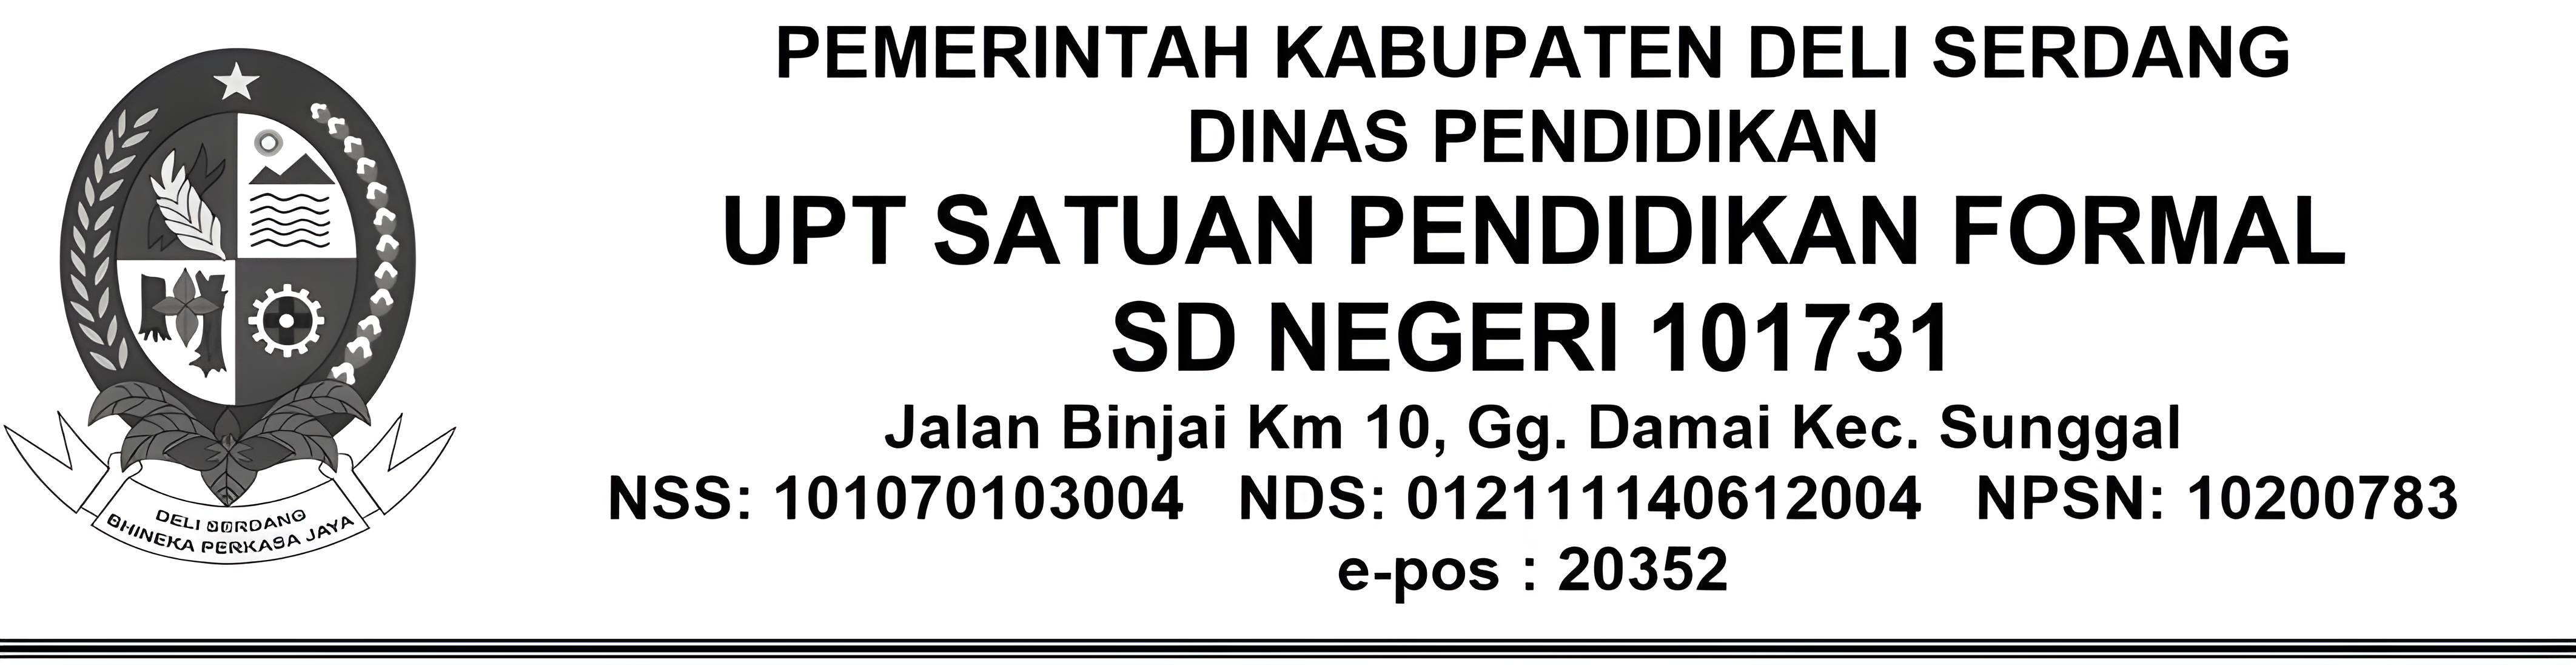 PEMERINTAH KABUPATEN DELI SERDANG
DINAS PENDIDIKAN
UPT SATUAN PENDIDIKAN FORMAL
SD NEGERI 101731
Jalan Binjai Km 10, Gg. Damai Kec. Sunggal
NSS: 101070103004 NDS: 012111140612004 NPSN: 10200783
e-pos : 20352
DELI SERDANG
BHINEKA PERKASA JAYA